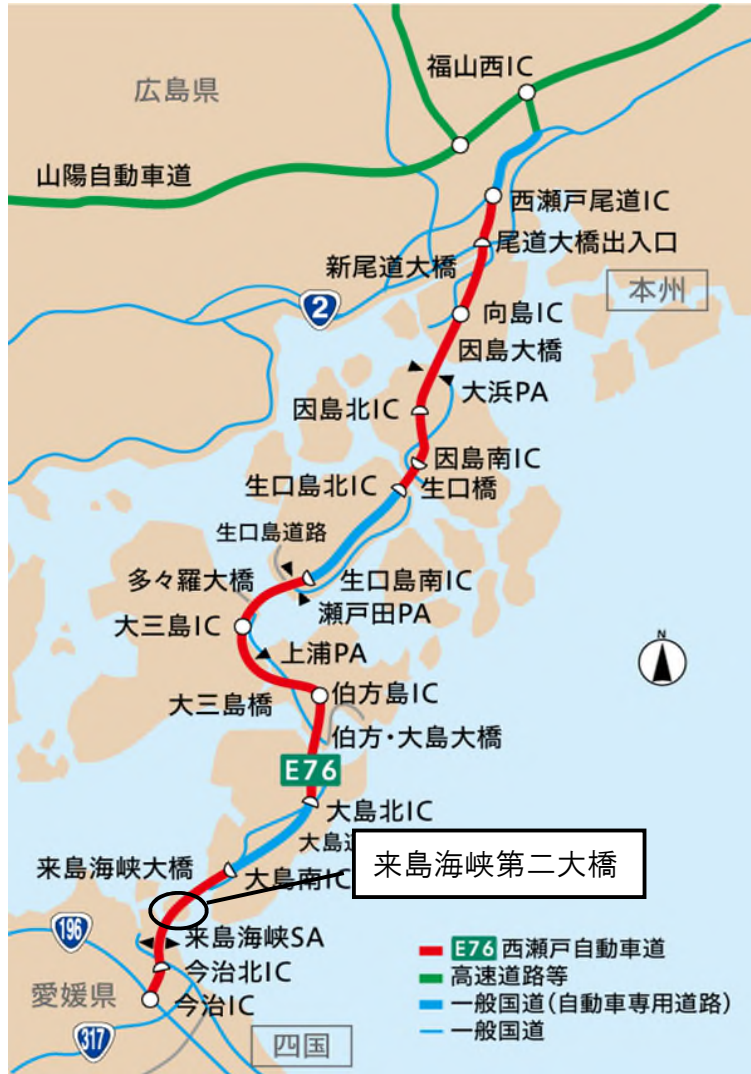 福山西IC
広島県
山陽自動車道
西瀬戸尾道IC
尾道大橋出入口
新尾道大橋
本州
2
向島IC
因島大橋
大浜PA
因島北IC
因島南IC
生口島北IC
生口橋
生口島道路
多々羅大橋
生口島南IC
瀬戸田PA
大三島IC
N
上浦PA
伯方島IC
大三島橋
伯方・大島大橋
E76
大島北IC
大島道
来島海峡第二大橋
来島海峡大橋
大島南IC
196
来島海峡SA
今治北IC
愛媛県
今治IC
317
四国
E76 西瀬戸自動車道
高速道路等
一般国道(自動車専用道路)
一般国道